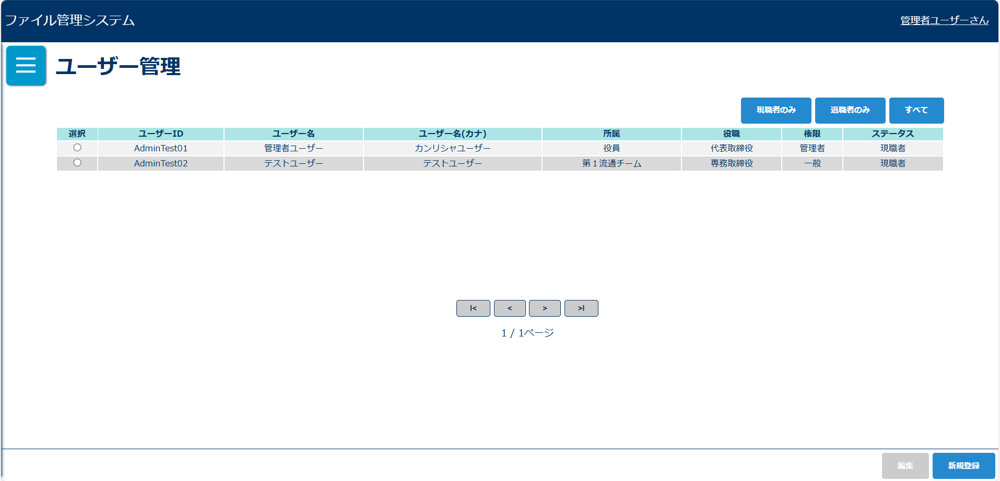 ファイル管理システム 管理者ユーザーさん
ユーザー管理
現職者のみ 退職者のみ すべて
選択 ユーザーID ユーザー名 ユーザー名(カナ) 所属 役職 権限 ステータス
AdminTest01 管理者ユーザー カンリシャユーザー 役員 代表取締役 管理者 現職者
AdminTest02 テストユーザー テストユーザー 第１流通チーム 専務取締役 一般 現職者
|< < > >|
1 / 1ページ
編集 新規登録